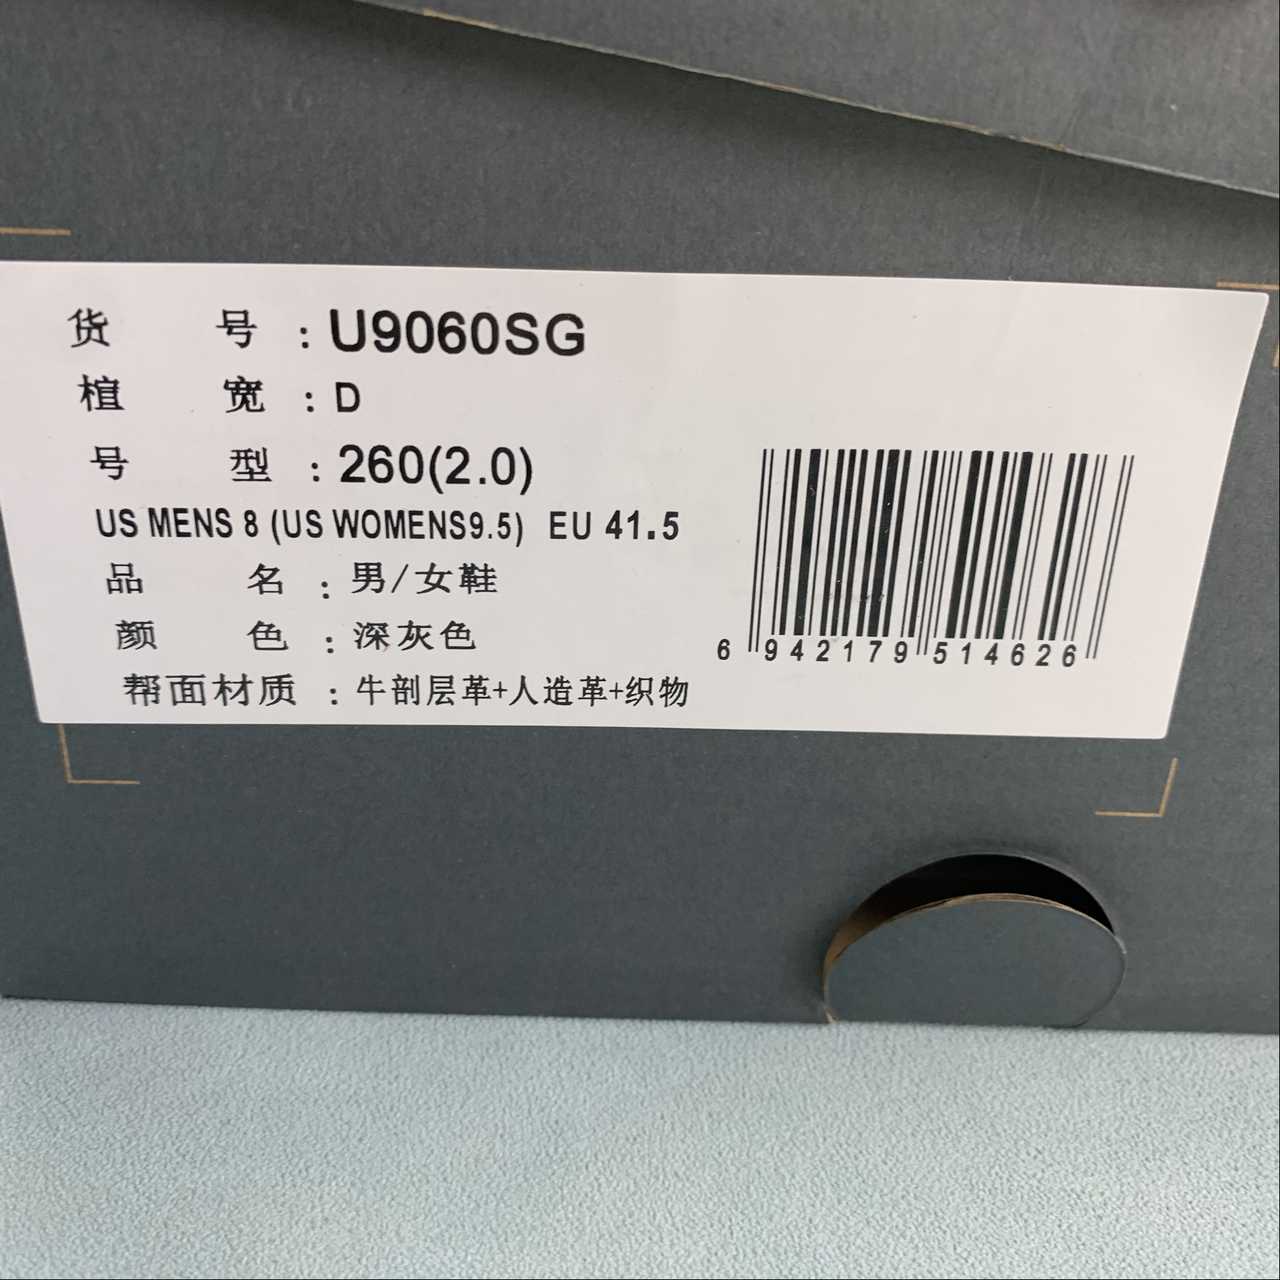 货 号 : U9060SG
楦 宽 : D
号 型 : 260(2.0)
US MENS 8 (US WOMENS9.5) EU 41.5
品 名 : 男/女鞋
颜 色 : 深灰色
帮面材质 : 牛剖层革+人造革+织物
6 942179 514626